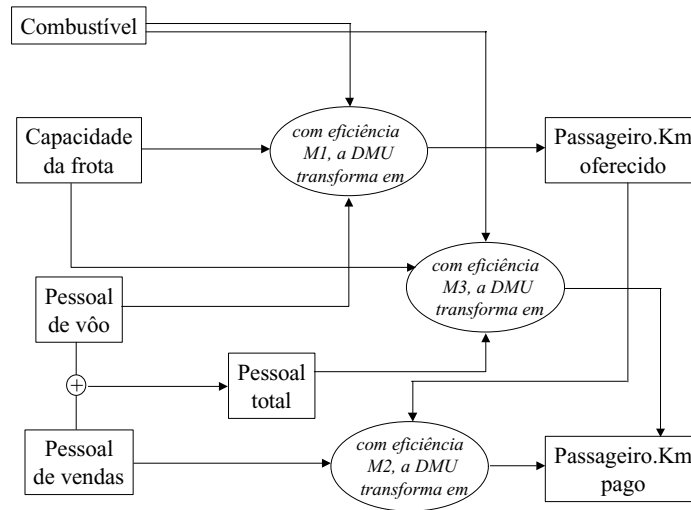 Combustível
Capacidade
da frota
com eficiência
M1, a DMU
transforma em
Passageiro.Km
oferecido
com eficiência
M3, a DMU
transforma em
Pessoal
de vôo
+
Pessoal
total
Pessoal
de vendas
com eficiência
M2, a DMU
transforma em
Passageiro.Km
pago